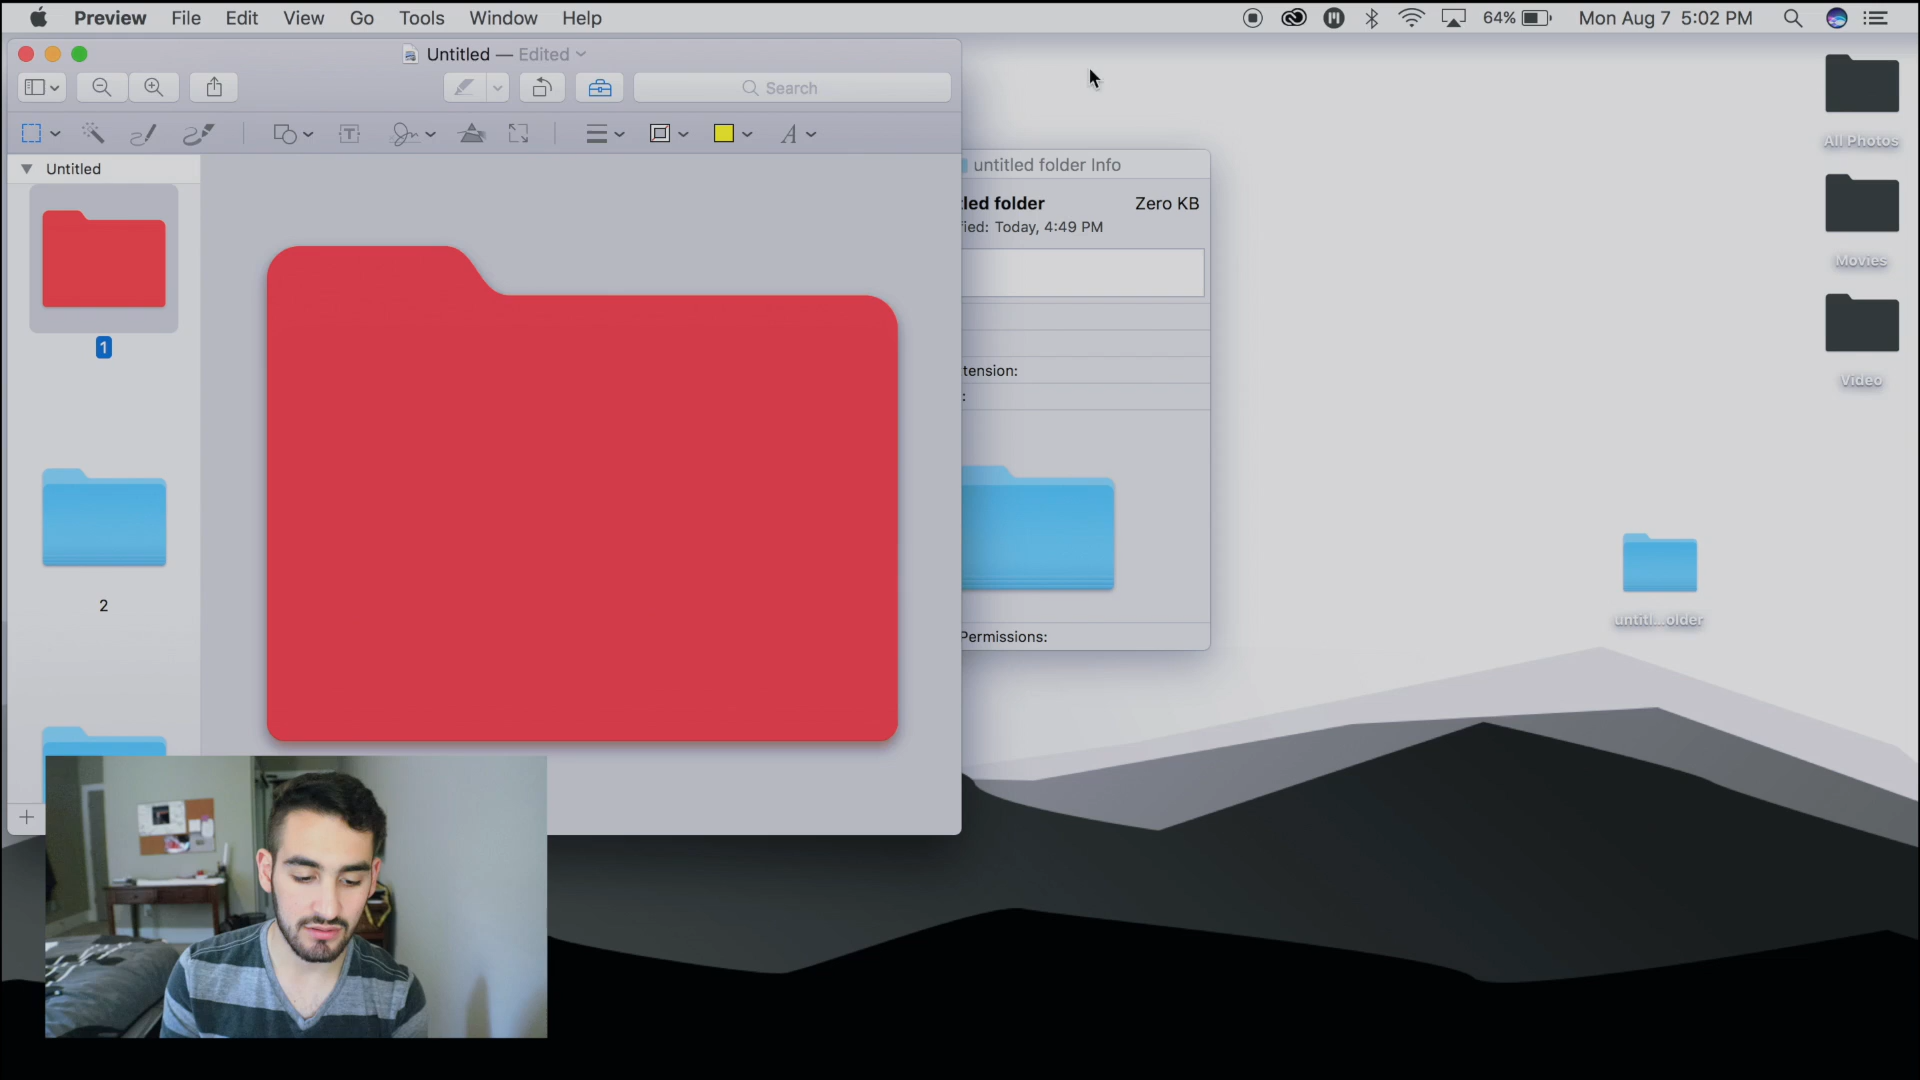 Preview File Edit View Go Tools Window Help 64% Mon Aug 7 5:02 PM
Untitled — Edited
Search
Untitled
1
2
untitled folder Info
tled folder Zero KB
fied: Today, 4:49 PM
tension:
:
Permissions:
All Photos
Movies
Video
untitl...older